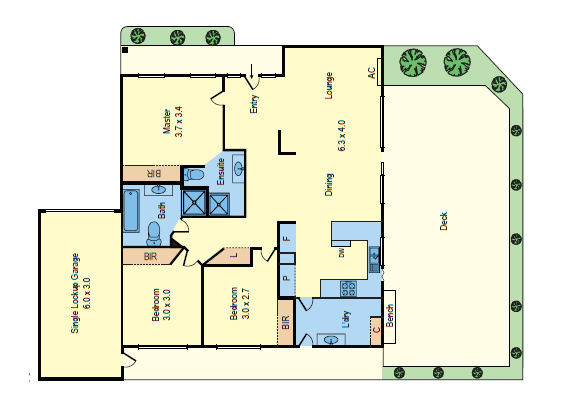 AC
Lounge
6.3 x 4.0
Entry
Master
3.7 x 3.4
BIR
Ensuite
Dining
Bath
Deck
F
DW
BIR
L
P
Single Lockup Garage
6.0 x 3.0
Bedroom
3.0 x 3.0
Bedroom
3.0 x 2.7
BIR
L'dry
C
Bench